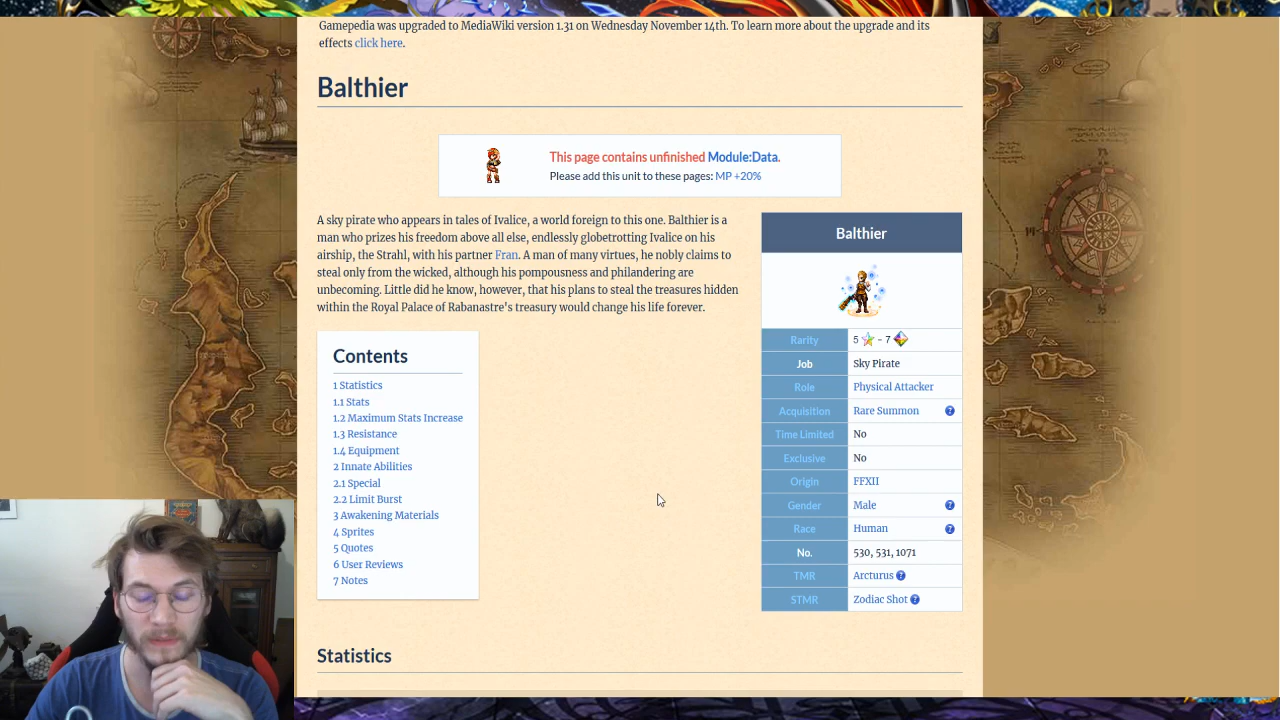 Gamepedia was upgraded to MediaWiki version 1.31 on Wednesday November 14th. To learn more about the upgrade and its
effects click here.
Balthier
This page contains unfinished Module:Data.
Please add this unit to these pages: MP +20%
A sky pirate who appears in tales of Ivalice, a world foreign to this one. Balthier is a
man who prizes his freedom above all else, endlessly globetrotting Ivalice on his
airship, the Strahl, with his partner Fran. A man of many virtues, he nobly claims to
steal only from the wicked, although his pompousness and philandering are
unbecoming. Little did he know, however, that his plans to steal the treasures hidden
within the Royal Palace of Rabanastre's treasury would change his life forever.
Contents
1 Statistics
1.1 Stats
1.2 Maximum Stats Increase
1.3 Resistance
1.4 Equipment
2 Innate Abilities
2.1 Special
2.2 Limit Burst
3 Awakening Materials
4 Sprites
5 Quotes
6 User Reviews
7 Notes
Balthier
Rarity 5 - 7
Job Sky Pirate
Role Physical Attacker
Acquisition Rare Summon ?
Time Limited No
Exclusive No
Origin FFXII
Gender Male ?
Race Human ?
No. 530, 531, 1071
TMR Arcturus ?
STMR Zodiac Shot ?
Statistics